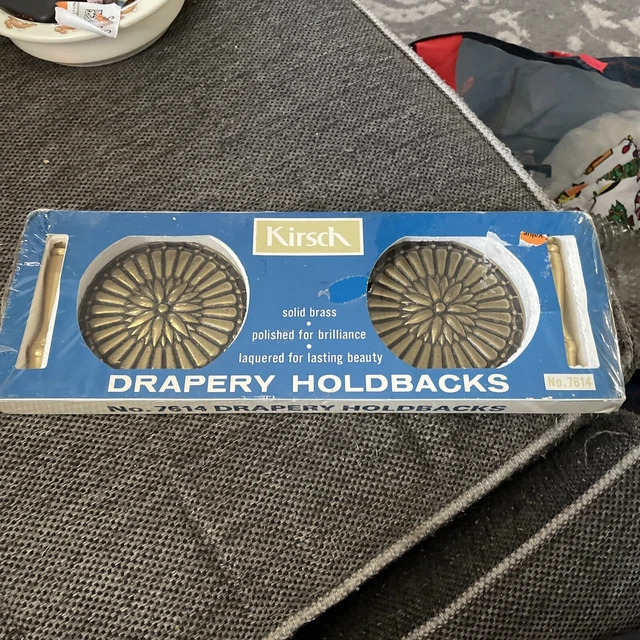 Kirsch
solid brass
polished for brilliance
laquered for lasting beauty
DRAPERY HOLDBACKS
No. 7614
No. 7614 DRAPERY HOLDBACKS